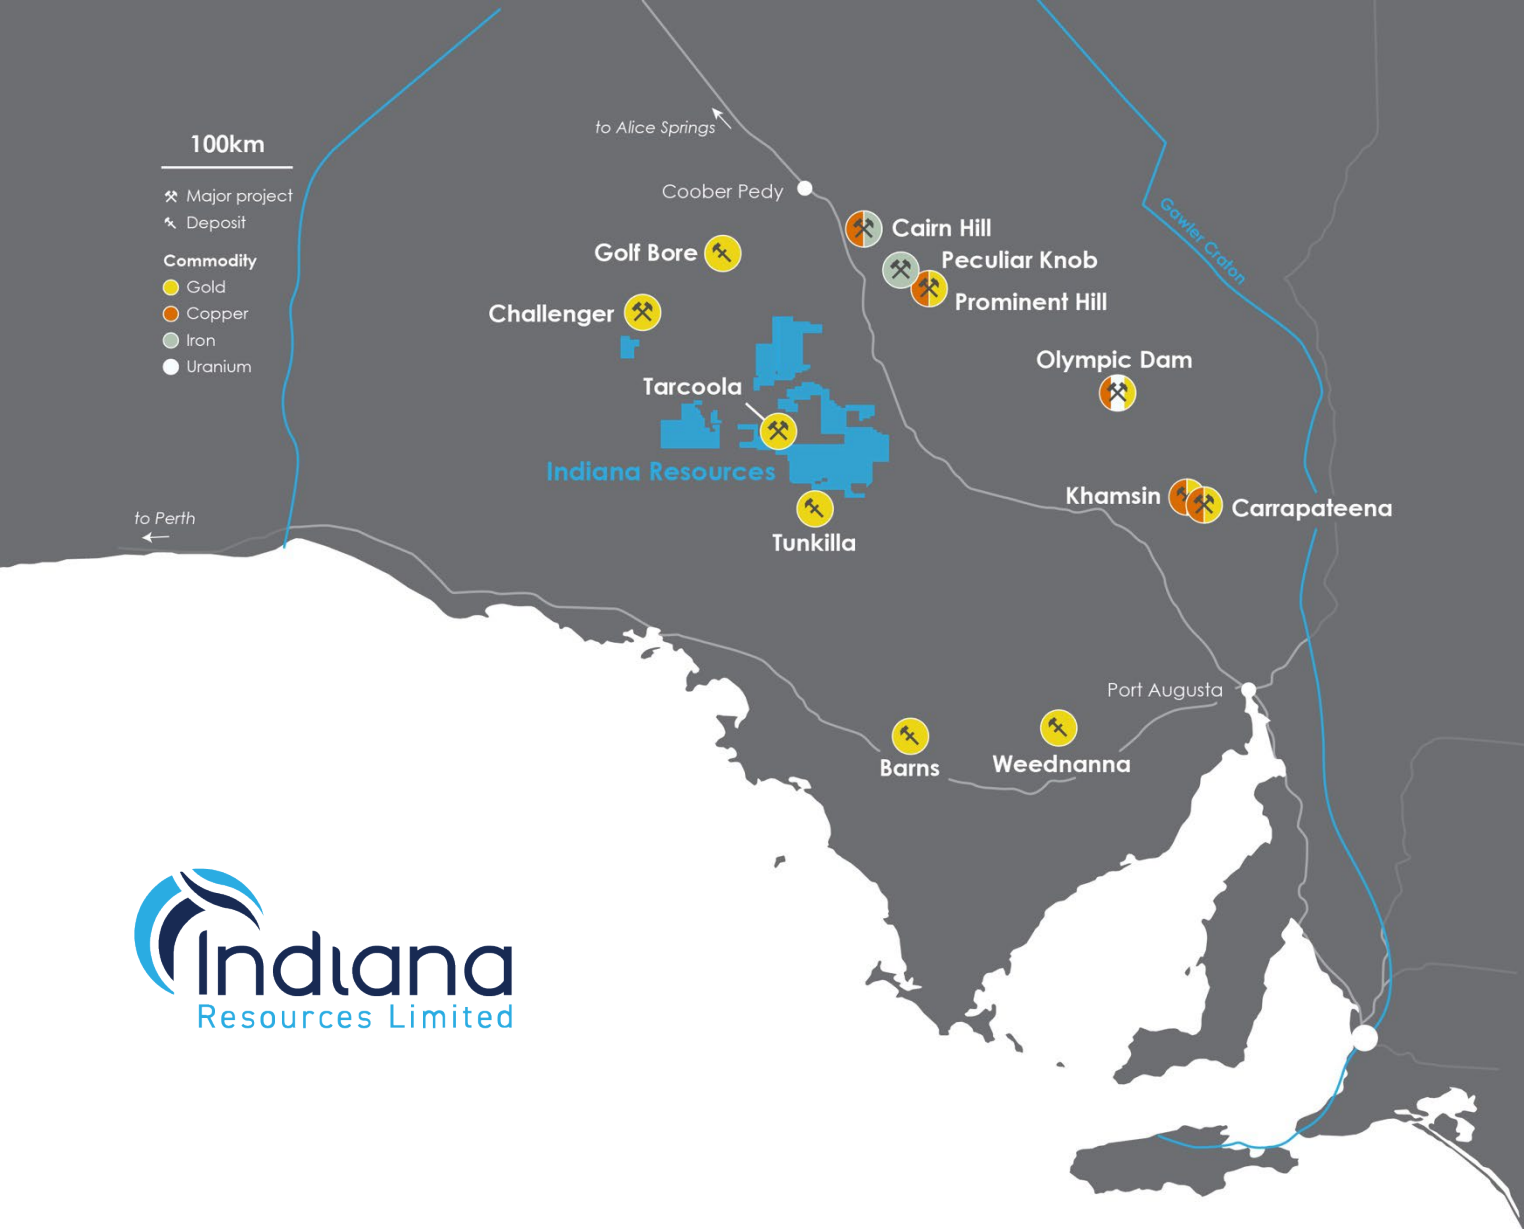 100km
Major project
Deposit
Commodity
Gold
Copper
Iron
Uranium
to Alice Springs
Coober Pedy
Cairn Hill
Golf Bore
Peculiar Knob
Prominent Hill
Challenger
Gawler Craton
Olympic Dam
Tarcoola
Indiana Resources
Khamsin
Carrapateena
to Perth
Tunkilla
Port Augusta
Barns
Weednanna
Indiana
Resources Limited